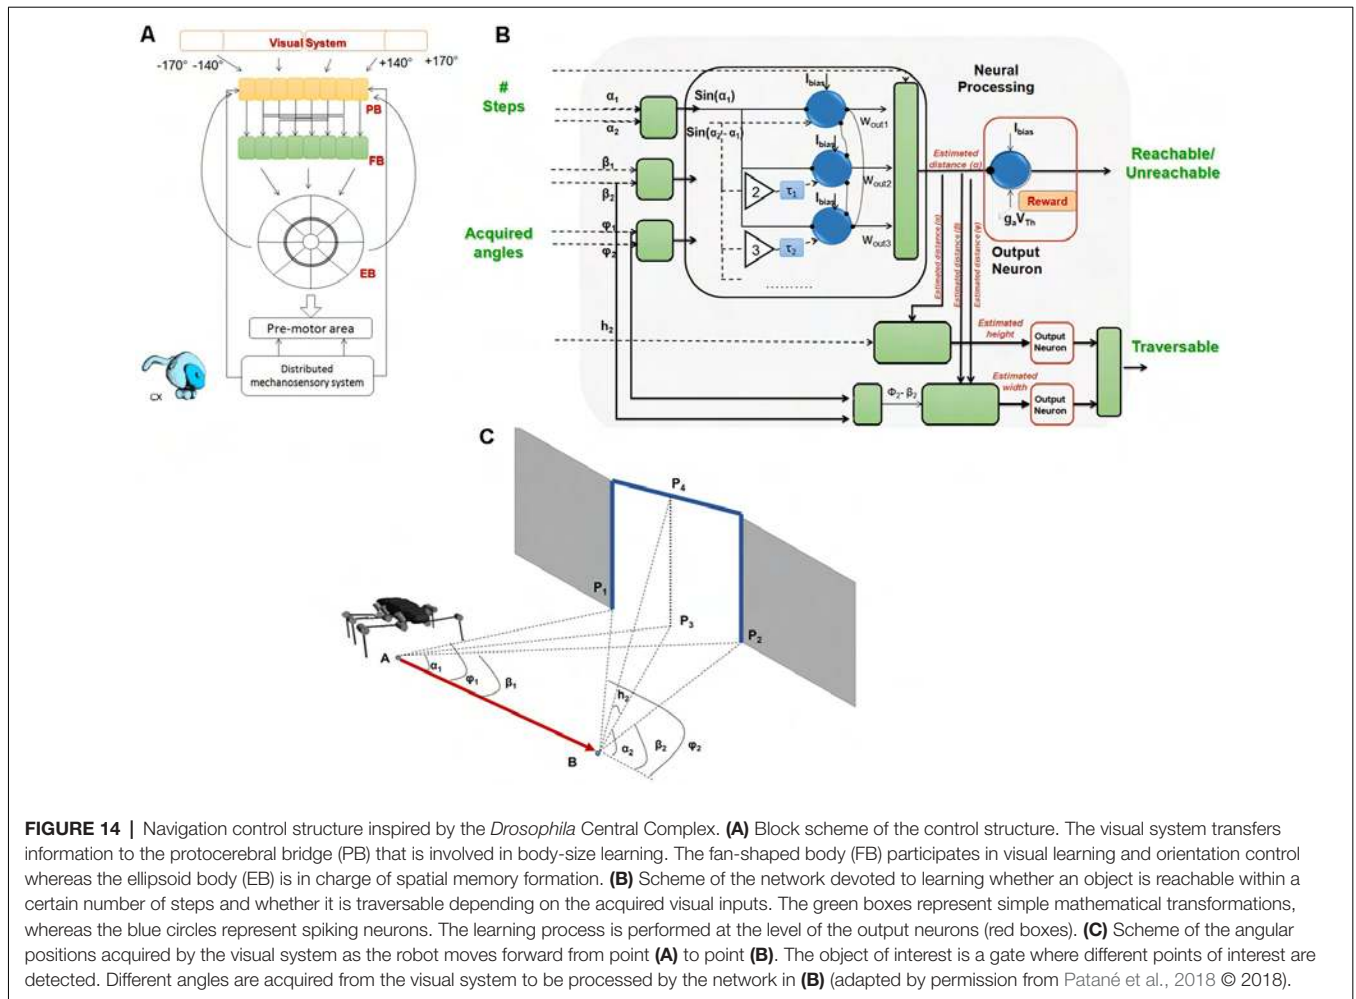 A
Visual System
-170° -140°
+140° +170°
PB
FB
EB
Pre-motor area
Distributed
mechanosensory system
CX
B
#
Steps
Acquired
angles
α₁
α₂
β₁
β₂
φ₁
φ₂
h₂
Sin(α₁)
Sin(α₂- α₁)
I_bias
I_bias
I_bias
2
τ₁
3
τ₂
..........
W_out1
W_out2
W_out3
Neural
Processing
Estimated
distance (α)
I_bias
Reward
gₐV_Th
Output
Neuron
Reachable/
Unreachable
Estimated distance (α)
Estimated distance (β)
Estimated distance (φ)
Estimated
height
Output
Neuron
Traversable
Φ₂- β₂
Estimated
width
Output
Neuron
C
P₄
P₁
P₃
P₂
A
α₁
φ₁
β₁
h₂
B
α₂
β₂
φ₂
FIGURE 14 | Navigation control structure inspired by the Drosophila Central Complex. (A) Block scheme of the control structure. The visual system transfers
information to the protocerebral bridge (PB) that is involved in body-size learning. The fan-shaped body (FB) participates in visual learning and orientation control
whereas the ellipsoid body (EB) is in charge of spatial memory formation. (B) Scheme of the network devoted to learning whether an object is reachable within a
certain number of steps and whether it is traversable depending on the acquired visual inputs. The green boxes represent simple mathematical transformations,
whereas the blue circles represent spiking neurons. The learning process is performed at the level of the output neurons (red boxes). (C) Scheme of the angular
positions acquired by the visual system as the robot moves forward from point (A) to point (B). The object of interest is a gate where different points of interest are
detected. Different angles are acquired from the visual system to be processed by the network in (B) (adapted by permission from Patané et al., 2018 © 2018).